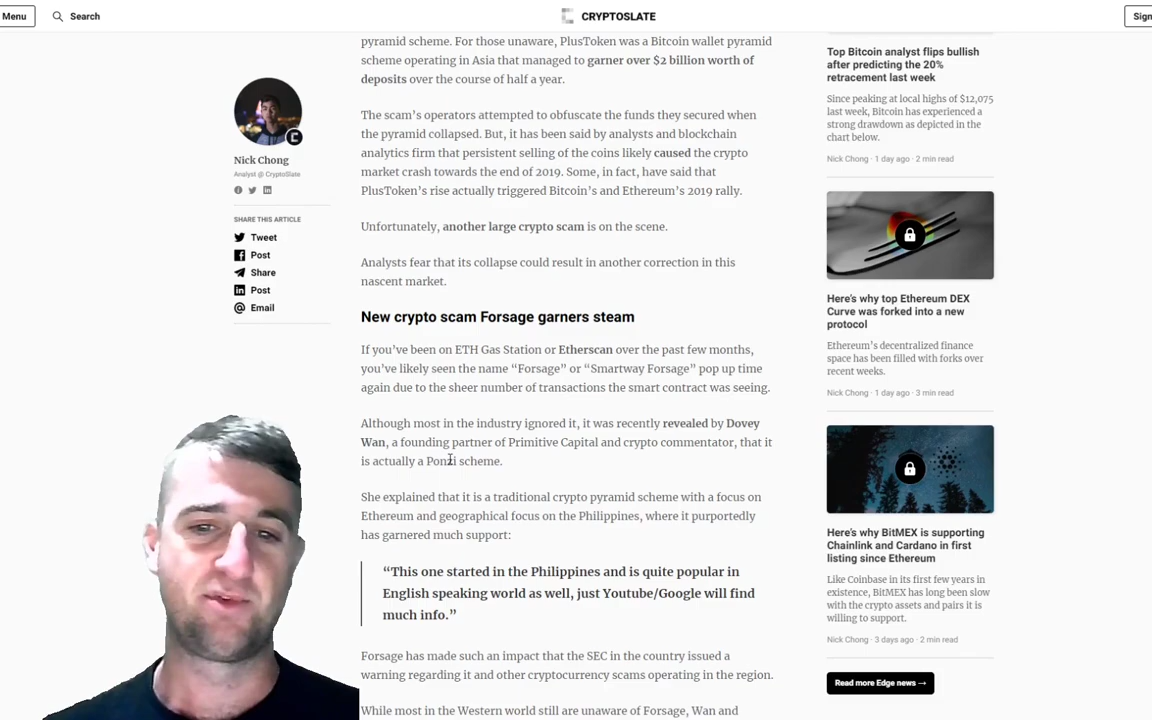 Menu
Search
CRYPTOSLATE
Sign
Nick Chong
Analyst @ CryptoSlate
SHARE THIS ARTICLE
Tweet
Post
Share
Post
Email
pyramid scheme. For those unaware, PlusToken was a Bitcoin wallet pyramid
scheme operating in Asia that managed to garner over $2 billion worth of
deposits over the course of half a year.
The scam's operators attempted to obfuscate the funds they secured when
the pyramid collapsed. But, it has been said by analysts and blockchain
analytics firm that persistent selling of the coins likely caused the crypto
market crash towards the end of 2019. Some, in fact, have said that
PlusToken's rise actually triggered Bitcoin's and Ethereum's 2019 rally.
Unfortunately, another large crypto scam is on the scene.
Analysts fear that its collapse could result in another correction in this
nascent market.
New crypto scam Forsage garners steam
If you've been on ETH Gas Station or Etherscan over the past few months,
you've likely seen the name “Forsage” or “Smartway Forsage” pop up time
again due to the sheer number of transactions the smart contract was seeing.
Although most in the industry ignored it, it was recently revealed by Dovey
Wan, a founding partner of Primitive Capital and crypto commentator, that it
is actually a Ponzi scheme.
She explained that it is a traditional crypto pyramid scheme with a focus on
Ethereum and geographical focus on the Philippines, where it purportedly
has garnered much support:
“This one started in the Philippines and is quite popular in
English speaking world as well, just Youtube/Google will find
much info.”
Forsage has made such an impact that the SEC in the country issued a
warning regarding it and other cryptocurrency scams operating in the region.
While most in the Western world still are unaware of Forsage, Wan and
Top Bitcoin analyst flips bullish
after predicting the 20%
retracement last week
Since peaking at local highs of $12,075
last week, Bitcoin has experienced a
strong drawdown as depicted in the
chart below.
Nick Chong · 1 day ago · 2 min read
Here's why top Ethereum DEX
Curve was forked into a new
protocol
Ethereum's decentralized finance
space has been filled with forks over
recent weeks.
Nick Chong · 1 day ago · 3 min read
Here's why BitMEX is supporting
Chainlink and Cardano in first
listing since Ethereum
Like Coinbase in its first few years in
existence, BitMEX has long been slow
with the crypto assets and pairs it is
willing to support.
Nick Chong · 3 days ago · 2 min read
Read more Edge news →